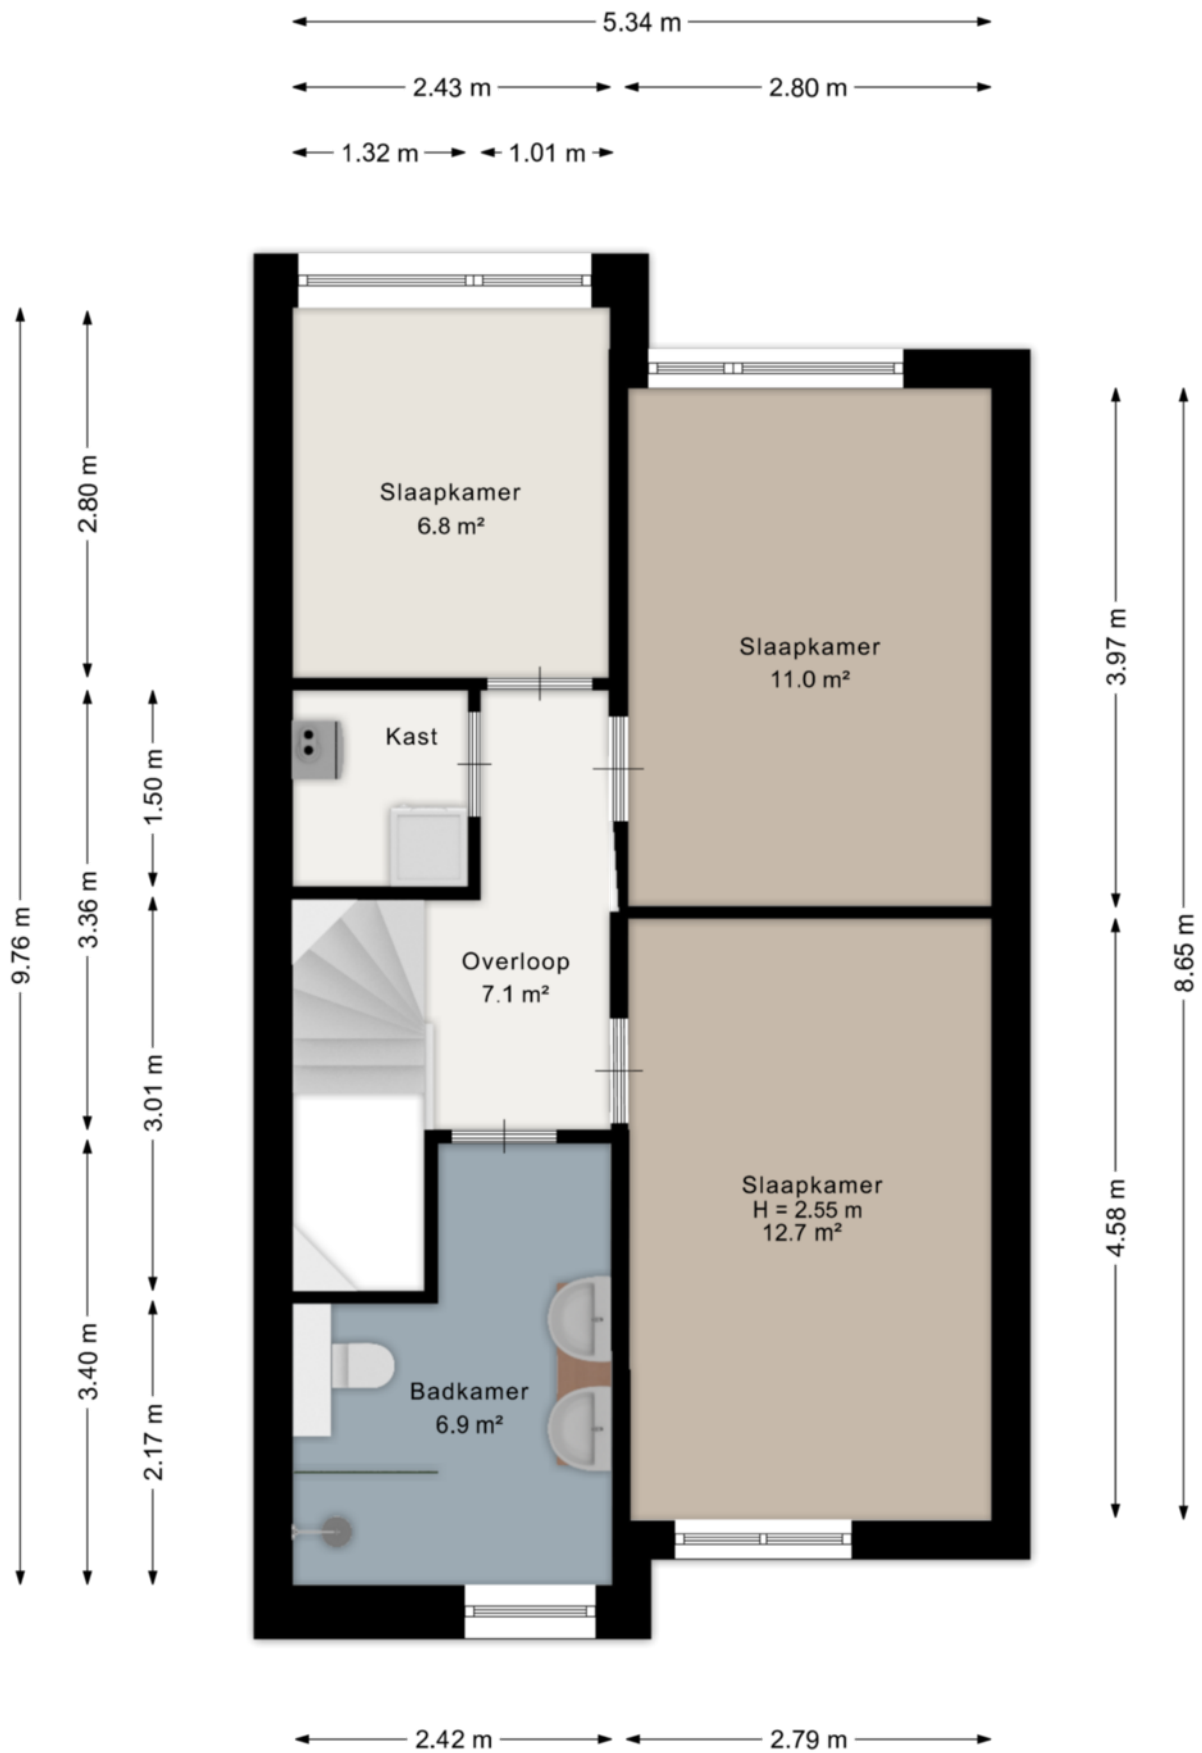 5.34 m
2.43 m
2.80 m
1.32 m
1.01 m
9.76 m
2.80 m
3.36 m
3.40 m
1.50 m
3.01 m
2.17 m
Slaapkamer
6.8 m²
Slaapkamer
11.0 m²
Kast
Overloop
7.1 m²
Slaapkamer
H = 2.55 m
12.7 m²
Badkamer
6.9 m²
3.97 m
4.58 m
8.65 m
2.42 m
2.79 m